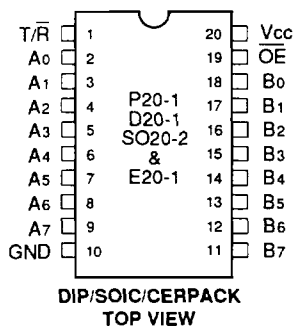 T/R̅ 1 20 Vcc
A0 2 19 O̅E̅
A1 3 18 B0
A2 4 P20-1 17 B1
A3 5 D20-1 16 B2
SO20-2
A4 6 & 15 B3
A5 7 E20-1 14 B4
A6 8 13 B5
A7 9 12 B6
GND 10 11 B7
DIP/SOIC/CERPACK
TOP VIEW